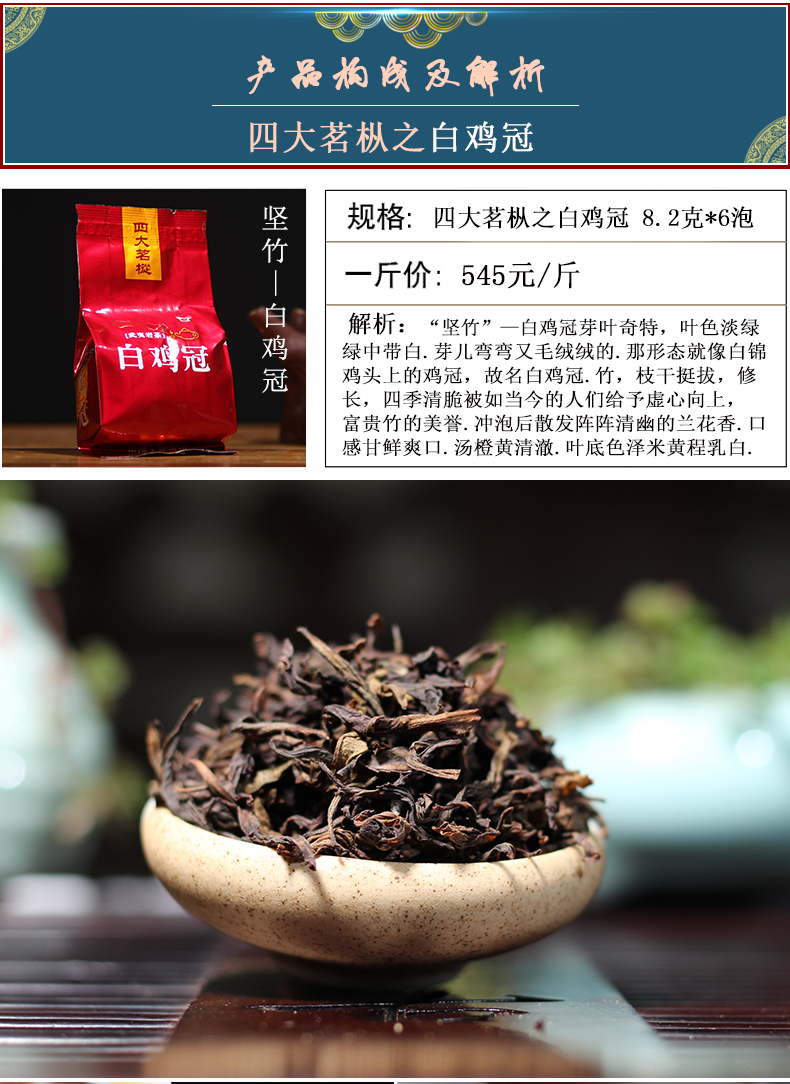 产品构成及解析
四大茗枞之白鸡冠
四大茗枞
白鸡冠
坚竹—白鸡冠
规格: 四大茗枞之白鸡冠 8.2克*6泡
一斤价: 545元/斤
解析: “坚竹”—白鸡冠芽叶奇特, 叶色淡绿
绿中带白. 芽儿弯弯又毛绒绒的. 那形态就像白锦
鸡头上的鸡冠, 故名白鸡冠. 竹, 枝干挺拔, 修
长, 四季清脆被如当今的人们给予虚心向上,
富贵竹的美誉. 冲泡后散发阵阵清幽的兰花香. 口
感甘鲜爽口. 汤橙黄清澈. 叶底色泽米黄程乳白.